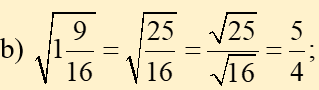 b) √(1 9/16) = √(25/16) = √25/√16 = 5/4;